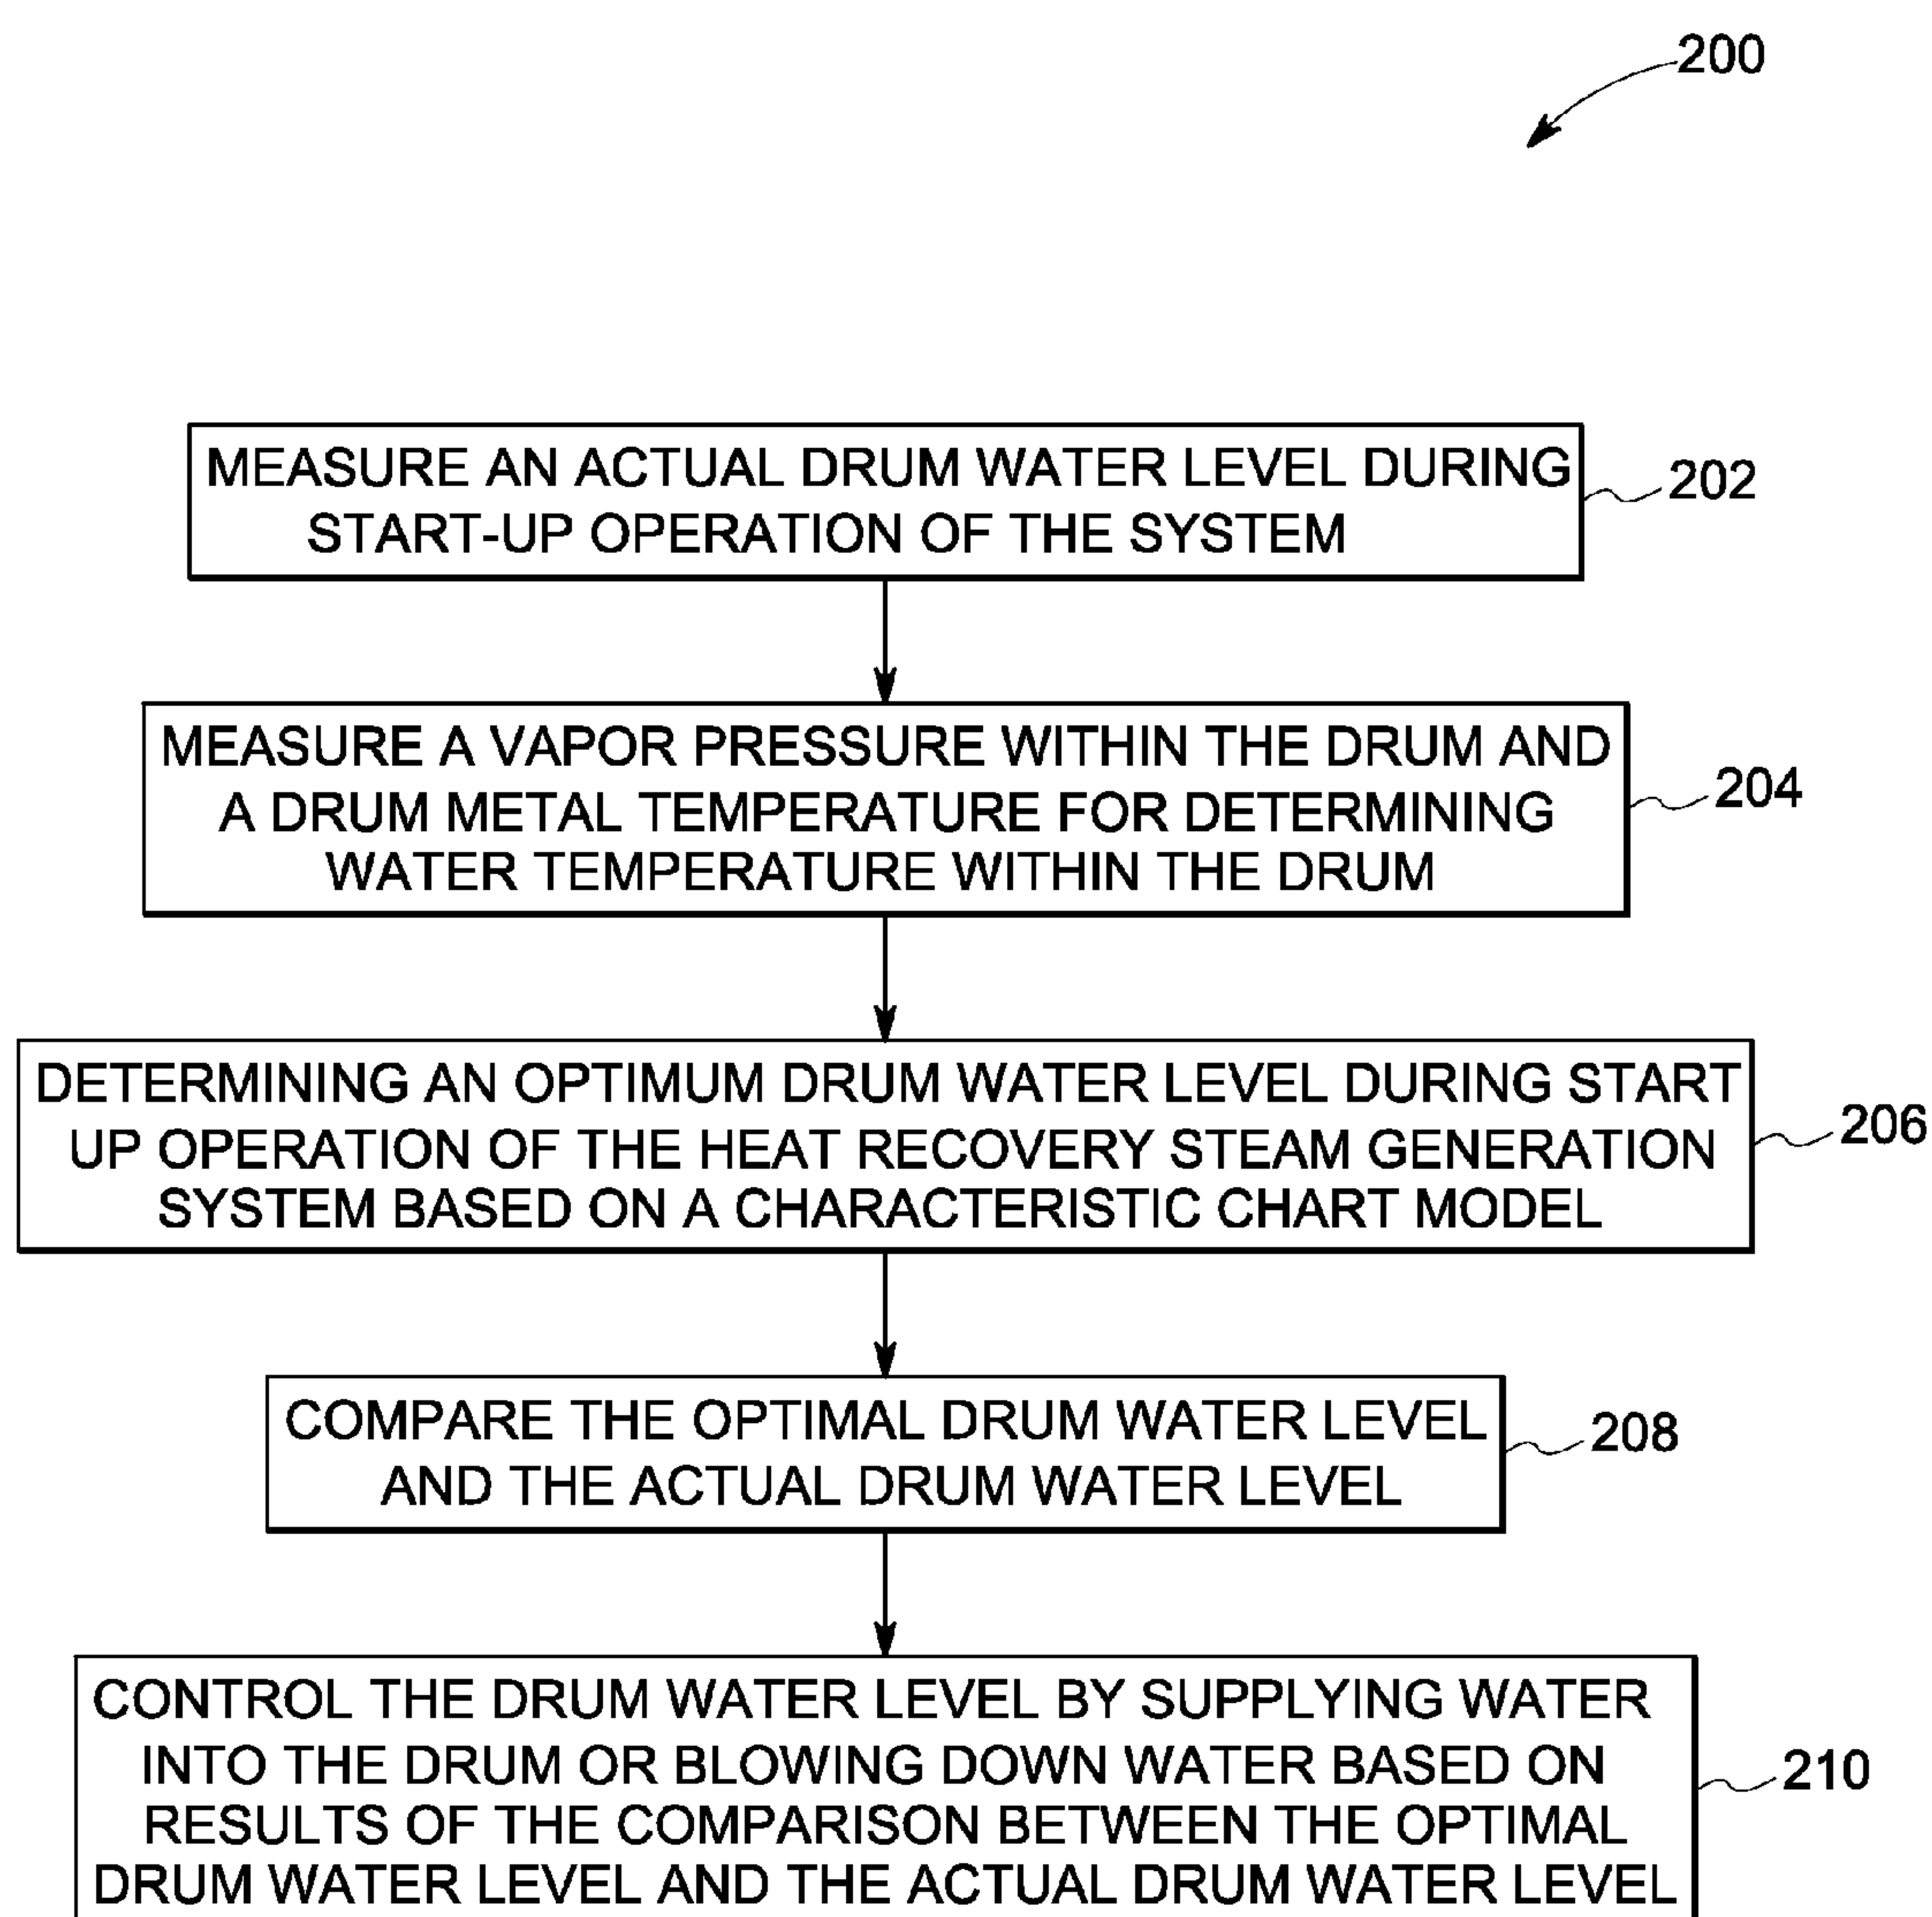 200
MEASURE AN ACTUAL DRUM WATER LEVEL DURING
START-UP OPERATION OF THE SYSTEM
202
MEASURE A VAPOR PRESSURE WITHIN THE DRUM AND
A DRUM METAL TEMPERATURE FOR DETERMINING
WATER TEMPERATURE WITHIN THE DRUM
204
DETERMINING AN OPTIMUM DRUM WATER LEVEL DURING START
UP OPERATION OF THE HEAT RECOVERY STEAM GENERATION
SYSTEM BASED ON A CHARACTERISTIC CHART MODEL
206
COMPARE THE OPTIMAL DRUM WATER LEVEL
AND THE ACTUAL DRUM WATER LEVEL
208
CONTROL THE DRUM WATER LEVEL BY SUPPLYING WATER
INTO THE DRUM OR BLOWING DOWN WATER BASED ON
RESULTS OF THE COMPARISON BETWEEN THE OPTIMAL
DRUM WATER LEVEL AND THE ACTUAL DRUM WATER LEVEL
210